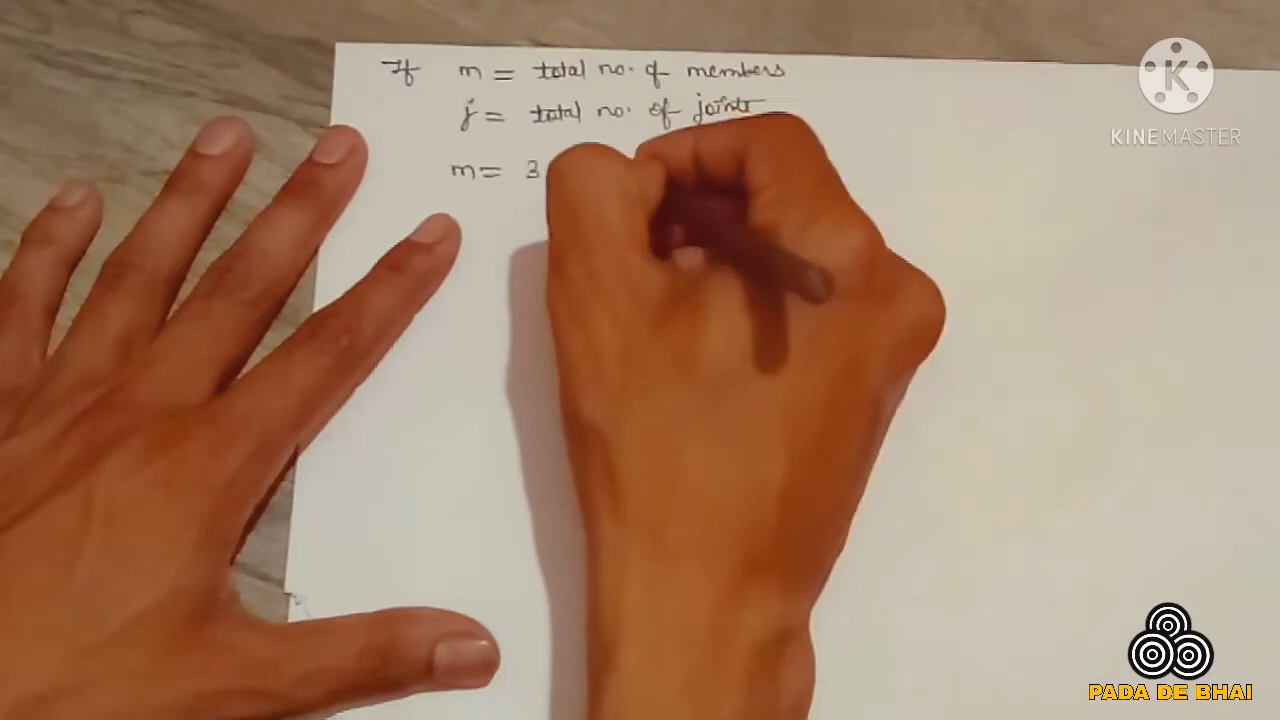 If m = total no. of members
j = total no. of joints
m = 3
KINEMASTER
PADA DE BHAI